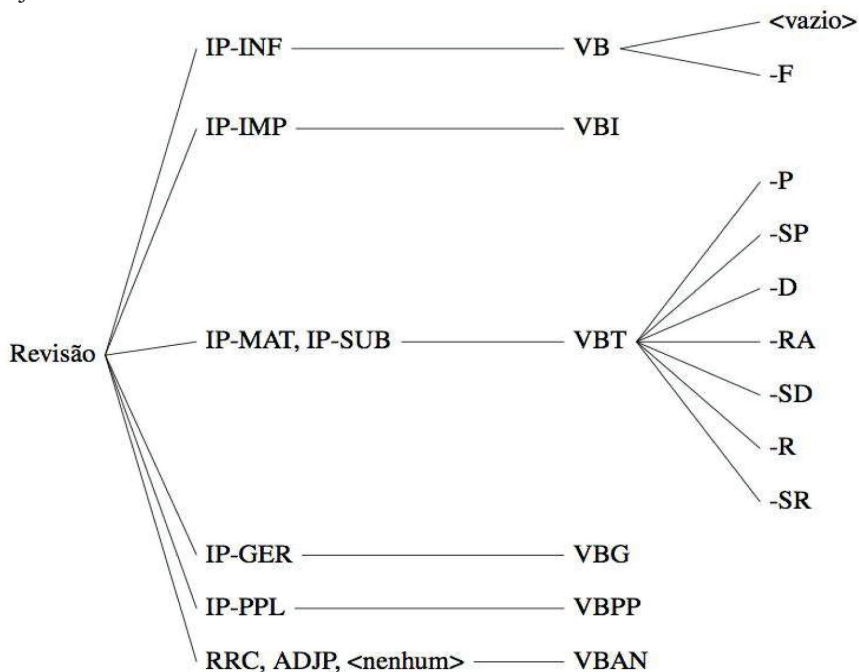 <vazio>
IP-INF VB
-F
IP-IMP VBI
-P
-SP
-D
Revisão IP-MAT, IP-SUB VBT -RA
-SD
-R
-SR
IP-GER VBG
IP-PPL VBPP
RRC, ADJP, <nenhum> VBAN